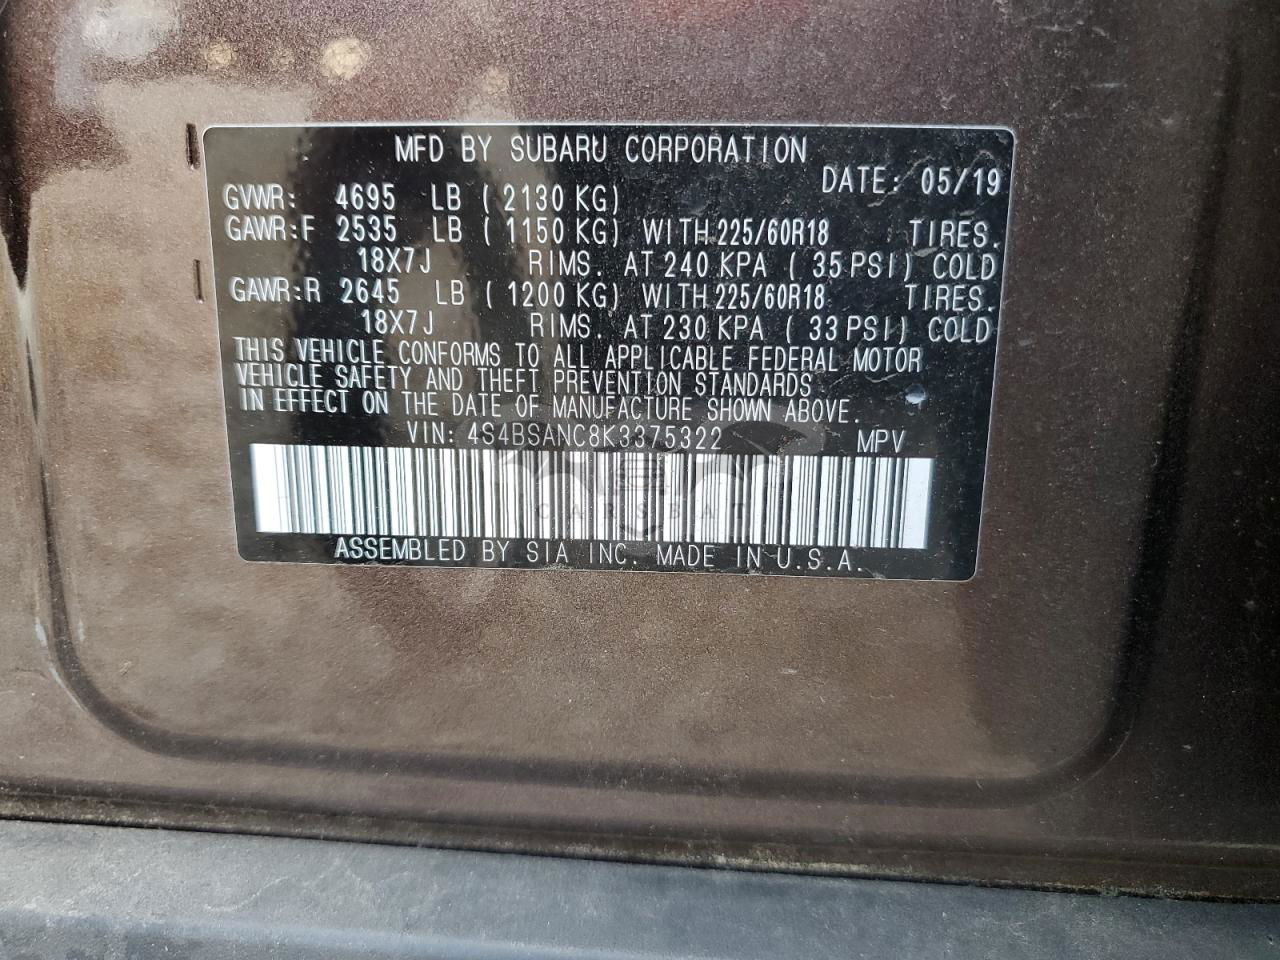 MFD BY SUBARU CORPORATION
DATE: 05/19
GVWR: 4695 LB ( 2130 KG)
GAWR:F 2535 LB ( 1150 KG) WITH 225/60R18 TIRES.
18X7J RIMS. AT 240 KPA ( 35 PSI) COLD
GAWR:R 2645 LB ( 1200 KG) WITH 225/60R18 TIRES.
18X7J RIMS. AT 230 KPA ( 33 PSI) COLD
THIS VEHICLE CONFORMS TO ALL APPLICABLE FEDERAL MOTOR
VEHICLE SAFETY AND THEFT PREVENTION STANDARDS
IN EFFECT ON THE DATE OF MANUFACTURE SHOWN ABOVE.
VIN: 4S4BSANC8K3375322 MPV
CARSBAT
ASSEMBLED BY SIA INC. MADE IN U.S.A.